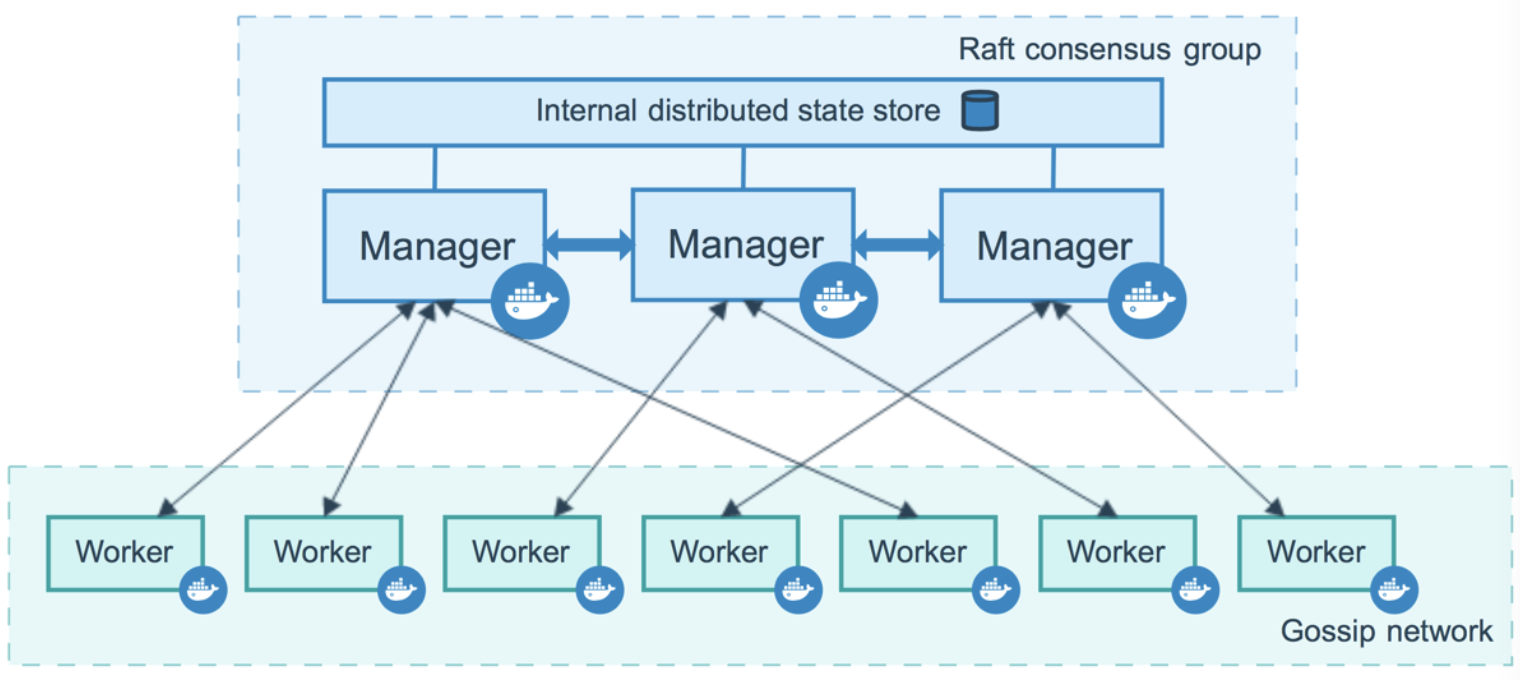 Raft consensus group
Internal distributed state store
Manager
Manager
Manager
Worker
Worker
Worker
Worker
Worker
Worker
Worker
Gossip network